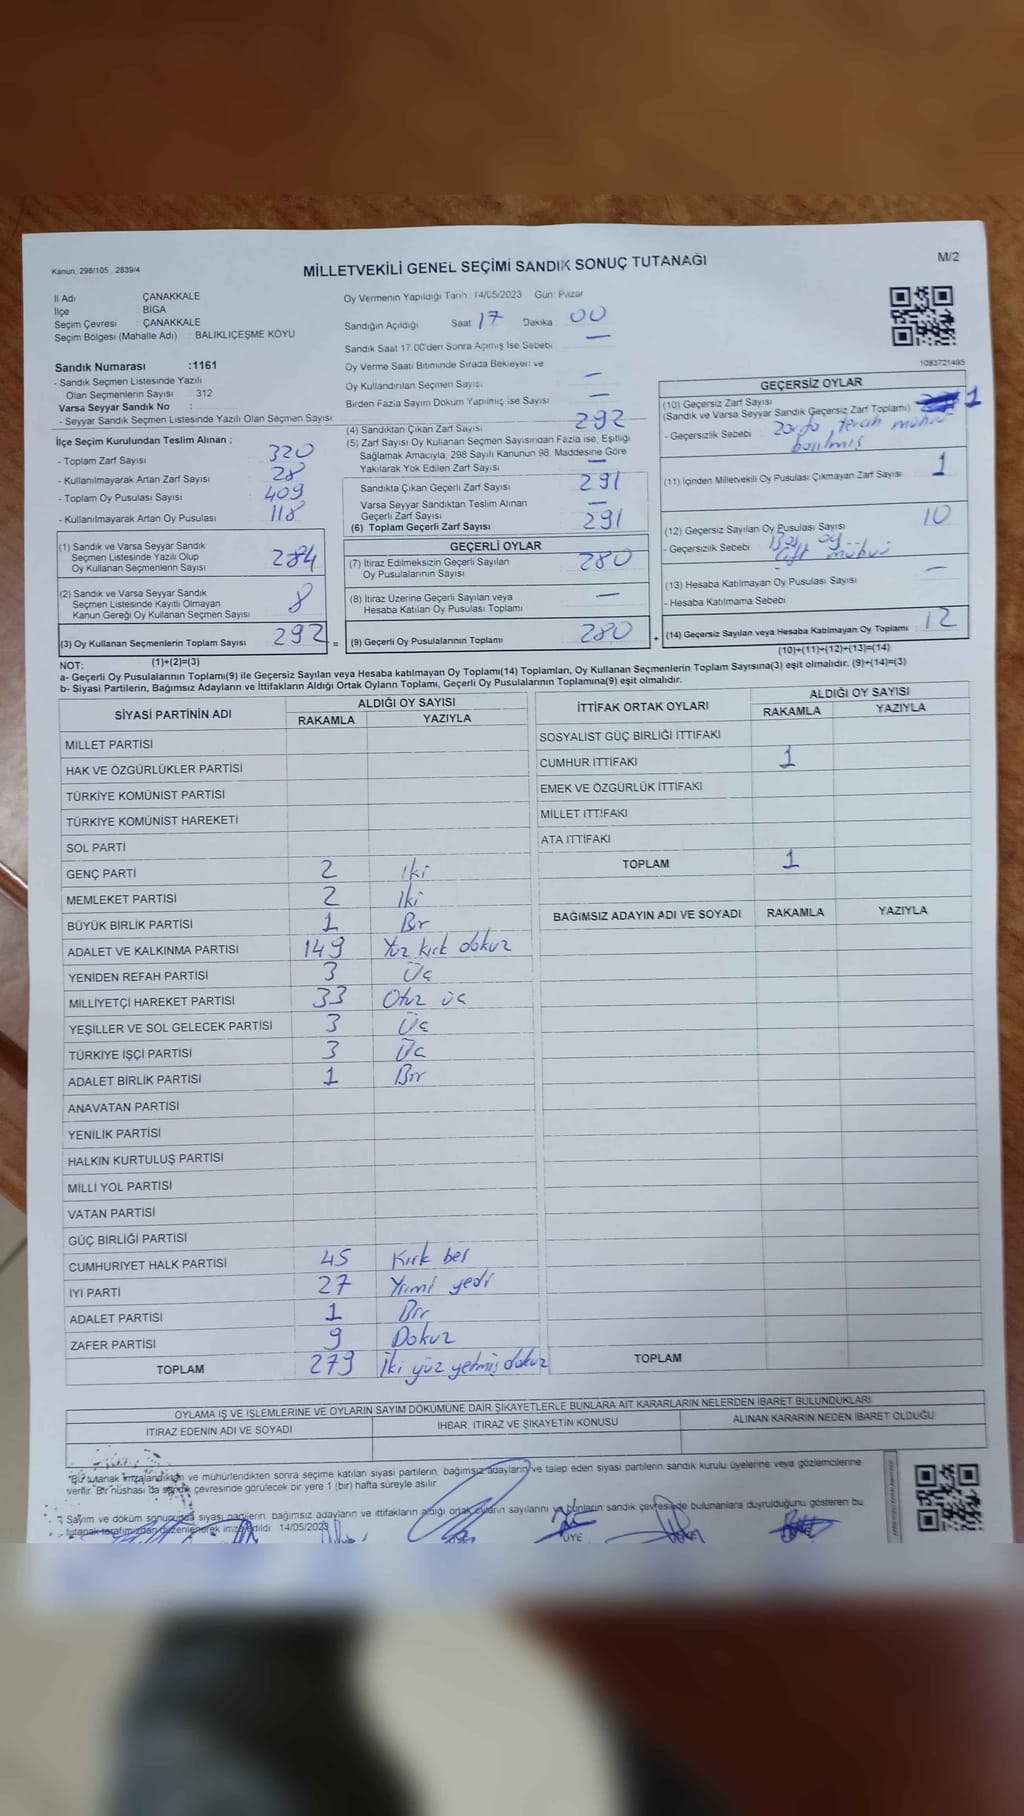 Kanun, 298/105 , 2839/4
MİLLETVEKİLİ GENEL SEÇİMİ SANDIK SONUÇ TUTANAĞI
M/2
İl Adı : ÇANAKKALE
İlçe : BİGA
Seçim Çevresi : ÇANAKKALE
Seçim Bölgesi (Mahalle Adı) : BALIKLIÇEŞME KÖYÜ
Sandık Numarası :1161
- Sandık Seçmen Listesinde Yazılı
Olan Seçmenlerin Sayısı : 312
Varsa Seyyar Sandık No :
- Seyyar Sandık Seçmen Listesinde Yazılı Olan Seçmen Sayısı:
İlçe Seçim Kurulundan Teslim Alınan ;
- Toplam Zarf Sayısı 320
- Kullanılmayarak Artan Zarf Sayısı 28
- Toplam Oy Pusulası Sayısı 409
- Kullanılmayarak Artan Oy Pusulası 118
(1) Sandık ve Varsa Seyyar Sandık
Seçmen Listesinde Yazılı Olup
Oy Kullanan Seçmenlerin Sayısı 284
(2) Sandık ve Varsa Seyyar Sandık
Seçmen Listesinde Kayıtlı Olmayan
Kanun Gereği Oy Kullanan Seçmen Sayısı 8
(3) Oy Kullanan Seçmenlerin Toplam Sayısı 292 =
(1)+(2)=(3)
Oy Vermenin Yapıldığı Tarih: 14/05/2023 Gün: Pazar
Sandığın Açıldığı Saat 17 Dakika 00
Sandık Saat 17.00'den Sonra Açımış İse Sebebi —
Oy Verme Saati Bitiminde Sırada Bekleyen ve
Oy Kullandırılan Seçmen Sayısı —
Birden Fazla Sayım Döküm Yapılmış İse Sayısı —
(4) Sandıktan Çıkan Zarf Sayısı 292
(5) Zarf Sayısı Oy Kullanan Seçmen Sayısından Fazla ise, Eşitliği
Sağlamak Amacıyla, 298 Sayılı Kanunun 98. Maddesine Göre
Yakılarak Yok Edilen Zarf Sayısı —
Sandıkta Çıkan Geçerli Zarf Sayısı 291
Varsa Seyyar Sandıktan Teslim Alınan
Geçerli Zarf Sayısı —
(6) Toplam Geçerli Zarf Sayısı 291
GEÇERLİ OYLAR
(7) İtiraz Edilmeksizin Geçerli Sayılan
Oy Pusulalarının Sayısı 280
(8) İtiraz Üzerine Geçerli Sayılan veya
Hesaba Katılan Oy Pusulası Toplamı —
(9) Geçerli Oy Pusulalarının Toplamı 280 +
1083721495
GEÇERSİZ OYLAR
(10) Geçersiz Zarf Sayısı
(Sandık ve Varsa Seyyar Sandık Geçersiz Zarf Toplamı) 1
- Geçersizlik Sebebi Zarfa tercih mühürü
basılmış
(11) İçinden Milletvekili Oy Pusulası Çıkmayan Zarf Sayısı 1
(12) Geçersiz Sayılan Oy Pusulası Sayısı 10
- Geçersizlik Sebebi Boş oy
Çift mühür
(13) Hesaba Katılmayan Oy Pusulası Sayısı —
- Hesaba Katılmama Sebebi
(14) Geçersiz Sayılan veya Hesaba Katılmayan Oy Toplamı : 12
(10)+(11)+(12)+(13)=(14)
NOT:
a- Geçerli Oy Pusulalarının Toplamı(9) ile Geçersiz Sayılan veya Hesaba katılmayan Oy Toplamı(14) Toplamları, Oy Kullanan Seçmenlerin Toplam Sayısına(3) eşit olmalıdır. (9)+(14)=(3)
b- Siyasi Partilerin, Bağımsız Adayların ve İttifakların Aldığı Ortak Oyların Toplamı, Geçerli Oy Pusulalarının Toplamına(9) eşit olmalıdır.
SİYASİ PARTİNİN ADI ALDIĞI OY SAYISI
RAKAMLA YAZIYLA
MİLLET PARTİSİ
HAK VE ÖZGÜRLÜKLER PARTİSİ
TÜRKİYE KOMÜNİST PARTİSİ
TÜRKİYE KOMÜNİST HAREKETİ
SOL PARTİ
GENÇ PARTİ 2 İki
MEMLEKET PARTİSİ 2 İki
BÜYÜK BİRLİK PARTİSİ 1 Bir
ADALET VE KALKINMA PARTİSİ 149 Yüz kırk dokuz
YENİDEN REFAH PARTİSİ 3 Üç
MİLLİYETÇİ HAREKET PARTİSİ 33 Otuz üç
YEŞİLLER VE SOL GELECEK PARTİSİ 3 Üç
TÜRKİYE İŞÇİ PARTİSİ 3 Üç
ADALET BİRLİK PARTİSİ 1 Bir
ANAVATAN PARTİSİ
YENİLİK PARTİSİ
HALKIN KURTULUŞ PARTİSİ
MİLLİ YOL PARTİSİ
VATAN PARTİSİ
GÜÇ BİRLİĞİ PARTİSİ
CUMHURİYET HALK PARTİSİ 45 Kırk beş
İYİ PARTİ 27 Yirmi yedi
ADALET PARTİSİ 1 Bir
ZAFER PARTİSİ 9 Dokuz
TOPLAM 279 İki yüz yetmiş dokuz
İTTİFAK ORTAK OYLARI ALDIĞI OY SAYISI
RAKAMLA YAZIYLA
SOSYALİST GÜÇ BİRLİĞİ İTTİFAKI
CUMHUR İTTİFAKI 1
EMEK VE ÖZGÜRLÜK İTTİFAKI
MİLLET İTTİFAKI
ATA İTTİFAKI
TOPLAM 1
BAĞIMSIZ ADAYIN ADI VE SOYADI RAKAMLA YAZIYLA
TOPLAM
OYLAMA İŞ VE İŞLEMLERİNE VE OYLARIN SAYIM DÖKÜMÜNE DAİR ŞİKAYETLERLE BUNLARA AİT KARARLARIN NELERDEN İBARET BULUNDUKLARI
İTİRAZ EDENİN ADI VE SOYADI İHBAR, İTİRAZ VE ŞİKAYETİN KONUSU ALINAN KARARIN NEDEN İBARET OLDUĞU
"Bu tutanak imzalandıktan ve mühürlendikten sonra seçime katılan siyasi partilerin, bağımsız adayların ve talep eden siyasi partilerin sandık kurulu üyelerine veya gözlemcilerine
verilir. Bir nüshası da sandık çevresinde görülecek bir yere 1 (bir) hafta süreyle asılır.
Sayım ve döküm sonucunda siyasi partilerin, bağımsız adayların ve ittifakların aldığı ortak oyların sayılarını ve bunların sandık çevresinde bulunanlara duyrulduğunu gösteren bu
tutanak tarafımızdan düzenlenerek imza edildi 14/05/2023
ÜYE